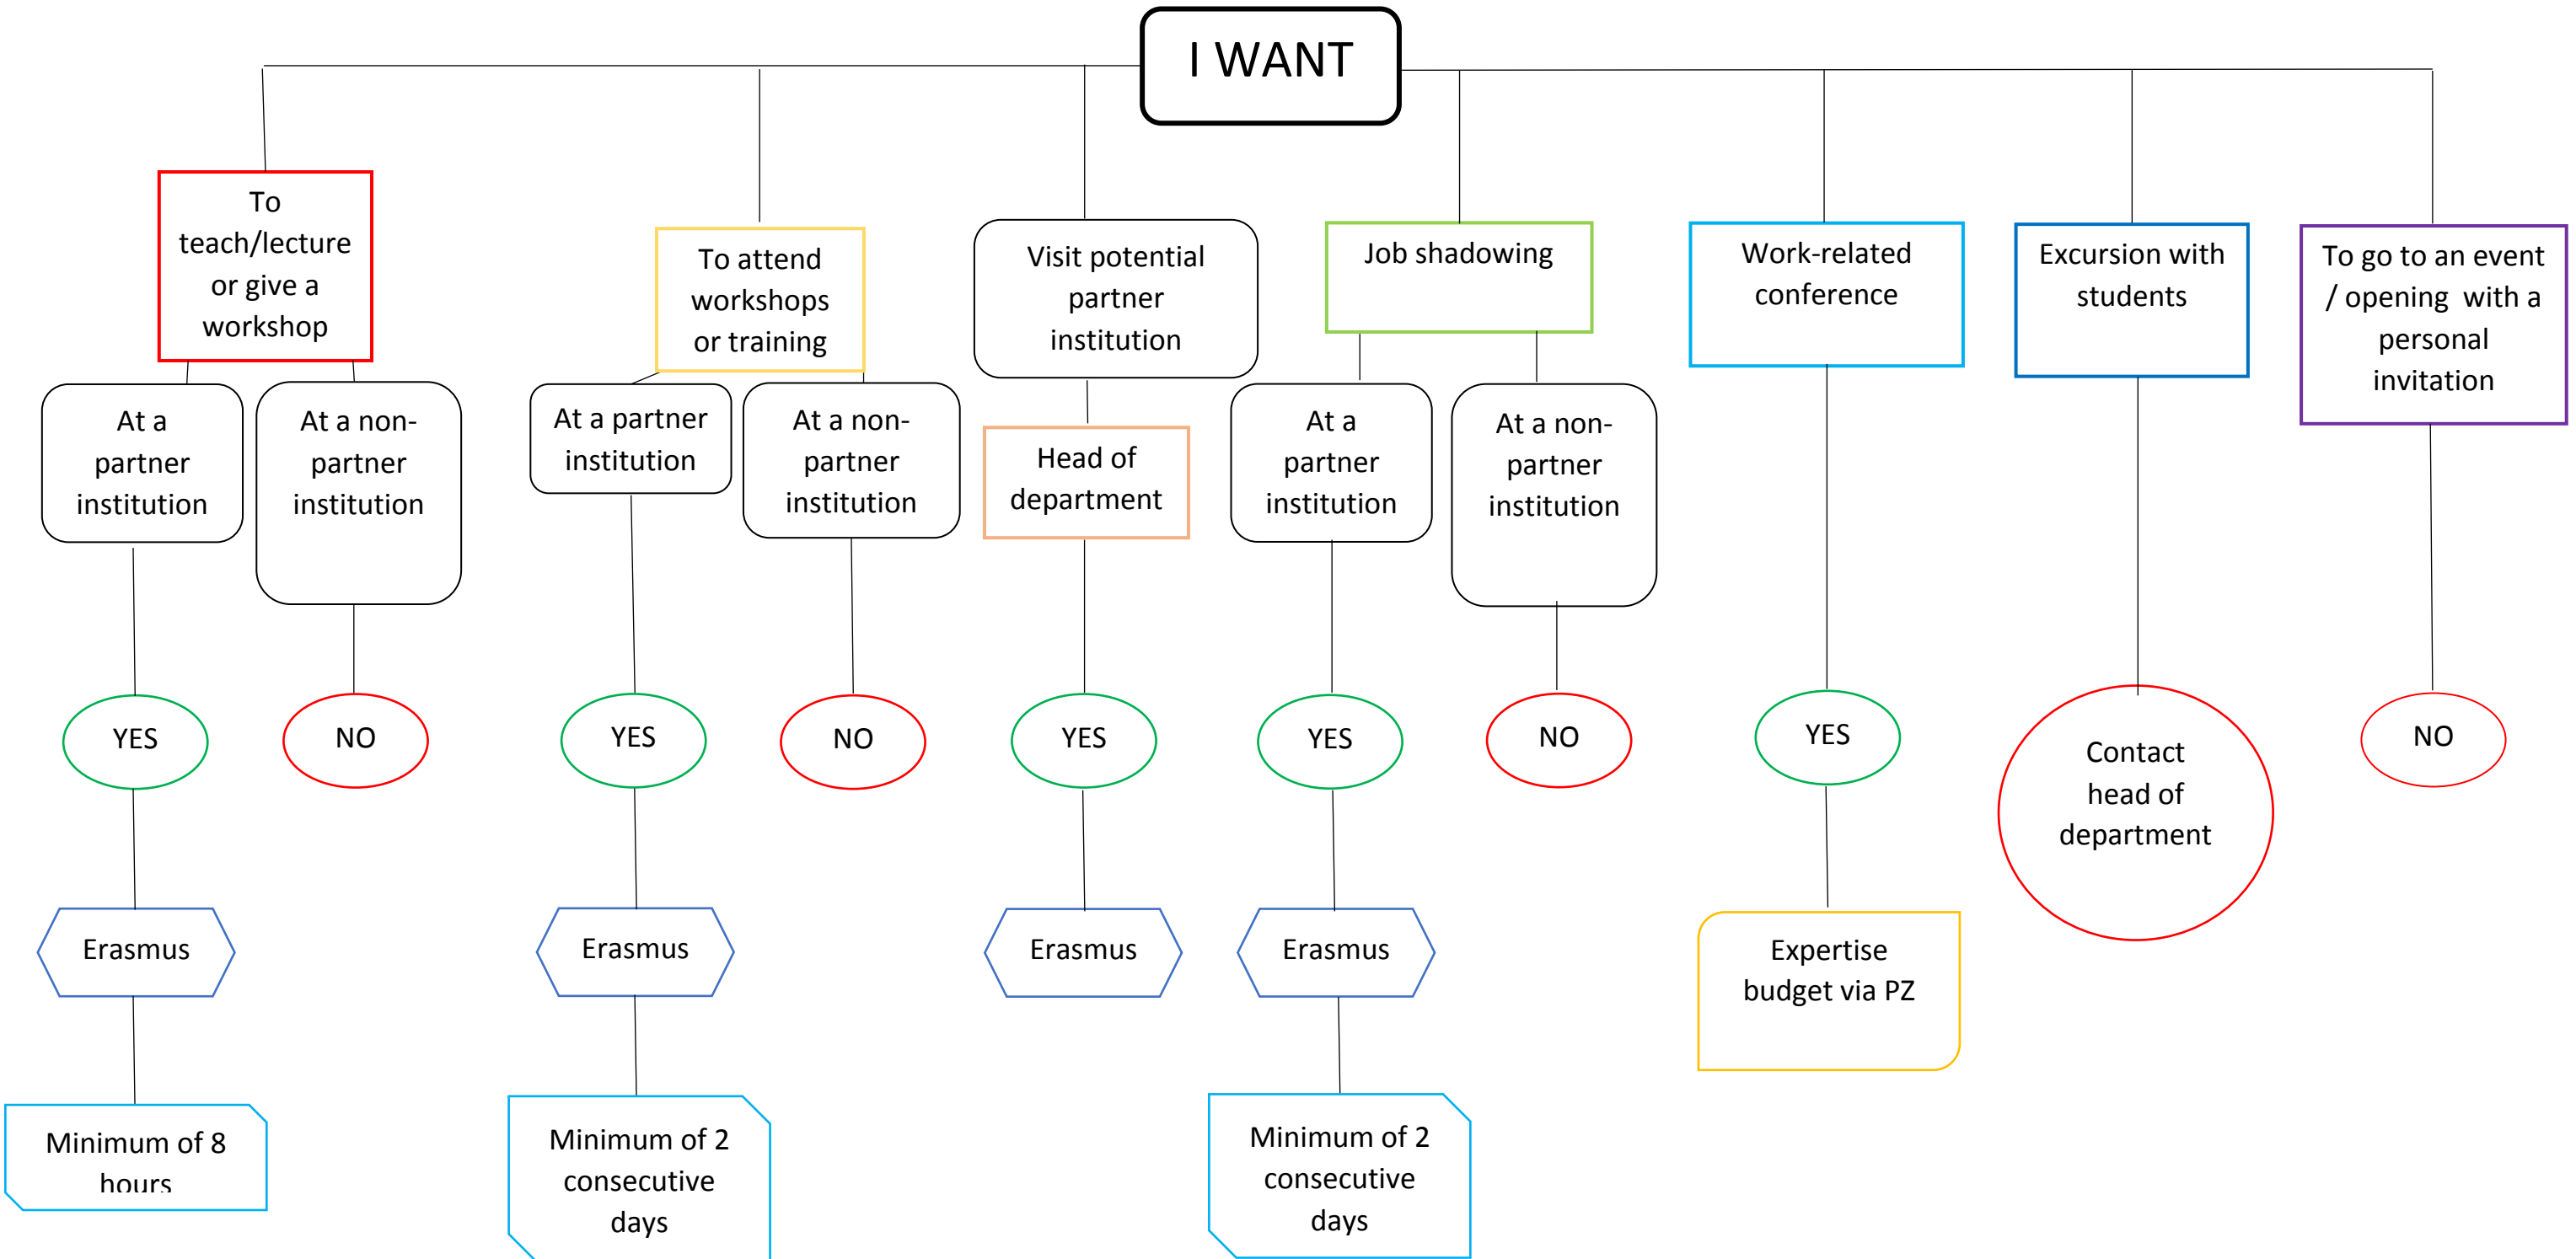 I WANT
To
teach/lecture
or give a
workshop
To attend
workshops
or training
Visit potential
partner
institution
Job shadowing
Work-related
conference
Excursion with
students
To go to an event
/ opening with a
personal
invitation
At a
partner
institution
At a non-
partner
institution
At a partner
institution
At a non-
partner
institution
Head of
department
At a
partner
institution
At a non-
partner
institution
YES
NO
YES
NO
YES
YES
NO
YES
Contact
head of
department
NO
Erasmus
Erasmus
Erasmus
Erasmus
Expertise
budget via PZ
Minimum of 8
hours
Minimum of 2
consecutive
days
Minimum of 2
consecutive
days